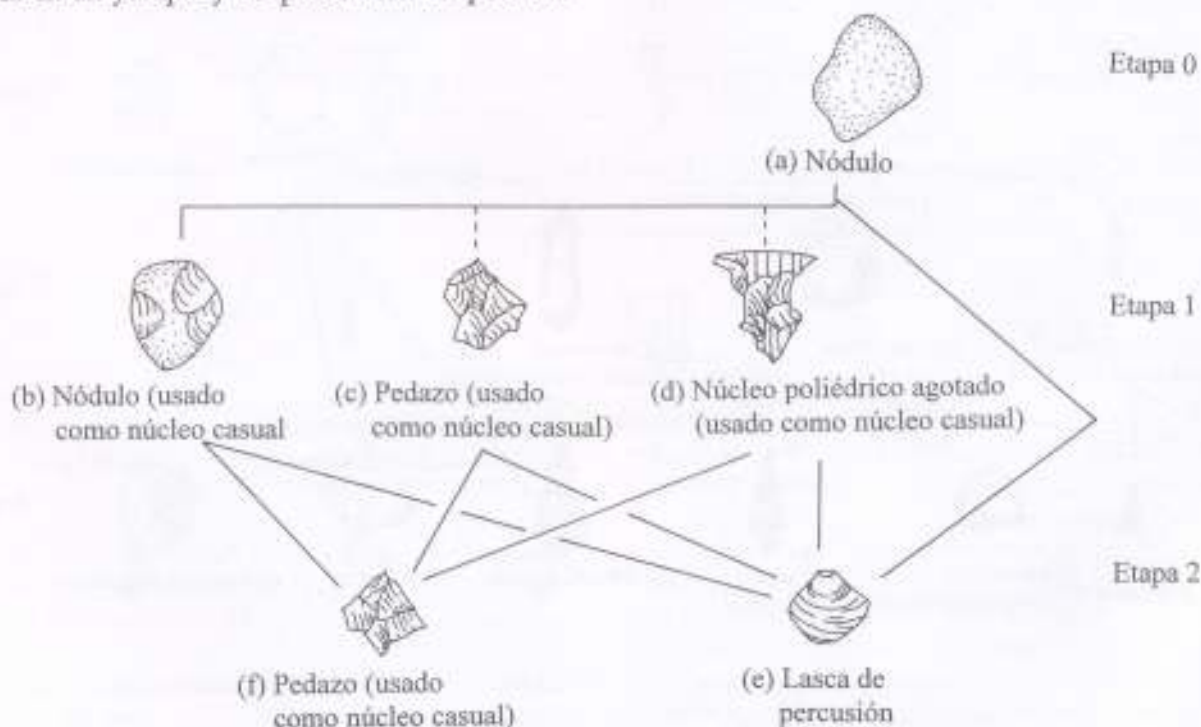 Etapa 0
(a) Nódulo
Etapa 1
(b) Nódulo (usado
como núcleo casual
(c) Pedazo (usado
como núcleo casual)
(d) Núcleo poliédrico agotado
(usado como núcleo casual)
Etapa 2
(f) Pedazo (usado
como núcleo casual)
(e) Lasca de
percusión